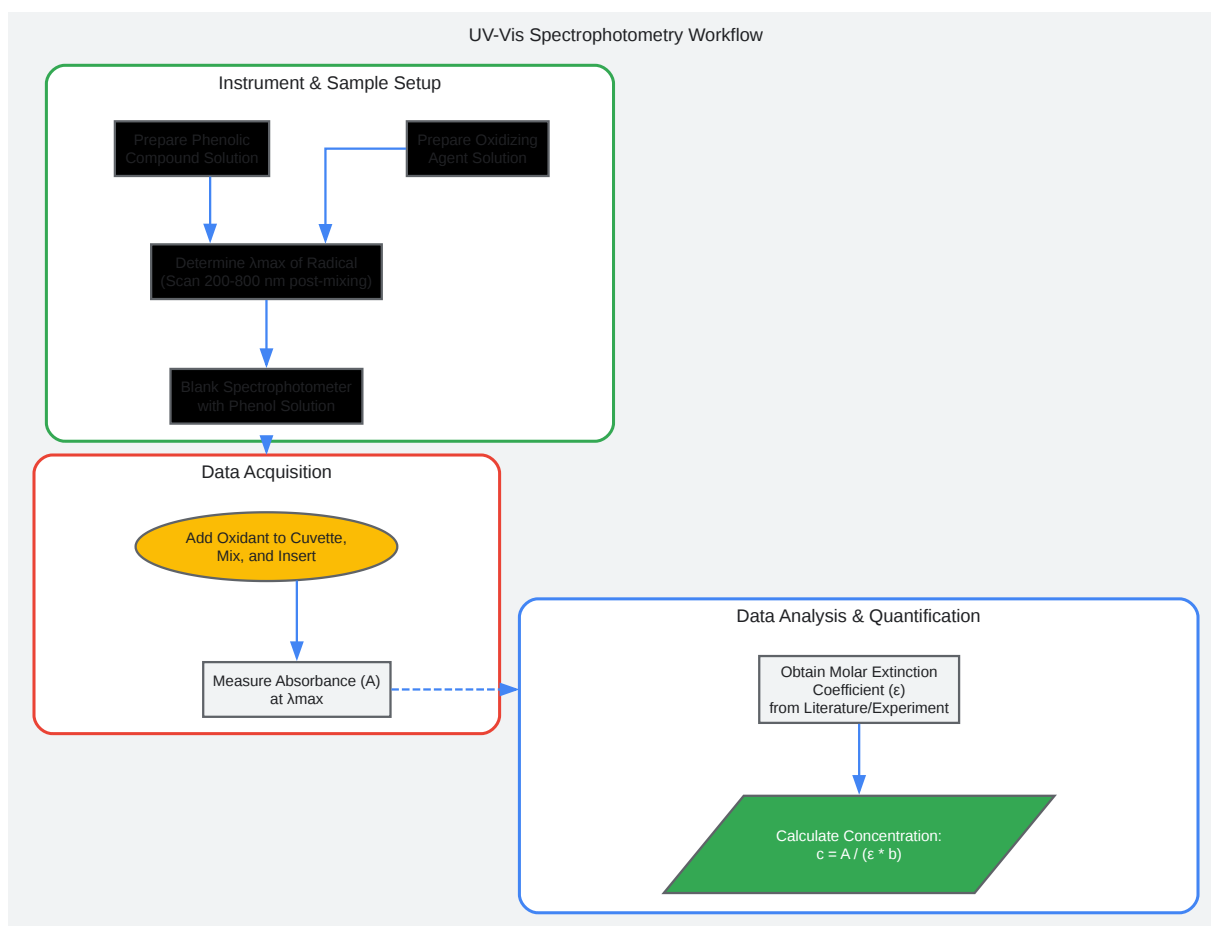 UV-Vis Spectrophotometry Workflow
Instrument & Sample Setup
Prepare Phenolic
Compound Solution
Prepare Oxidizing
Agent Solution
Determine λmax of Radical
(Scan 200-800 nm post-mixing)
Blank Spectrophotometer
with Phenol Solution
Data Acquisition
Add Oxidant to Cuvette,
Mix, and Insert
Measure Absorbance (A)
at λmax
Data Analysis & Quantification
Obtain Molar Extinction
Coefficient (ε)
from Literature/Experiment
Calculate Concentration:
c = A / (ε * b)